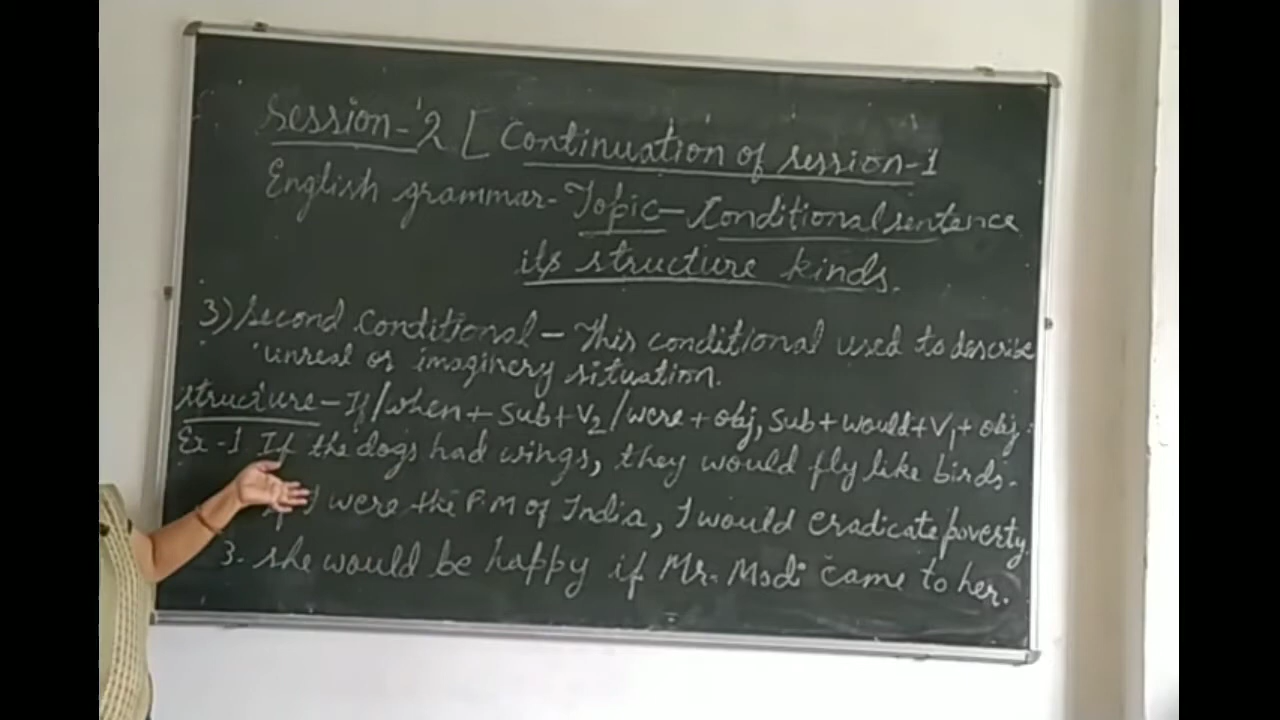 Session-2 [ Continuation of session-1
English grammar- Topic- Conditional sentence
its structure kinds.
3) Second Conditional - This conditional used to describe
unreal or imaginery situation.
structure - If/when + sub + V2 /were + obj, sub + would + V1 + obj.
Ex -1 If the dogs had wings, they would fly like birds.
If I were the P.M of India, I would eradicate poverty.
3. She would be happy if Mr. Modi came to her.